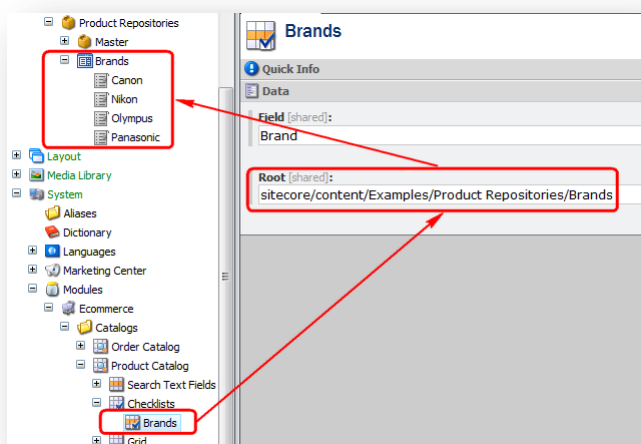 Product Repositories
Master
Brands
Canon
Nikon
Olympus
Panasonic
Layout
Media Library
System
Aliases
Dictionary
Languages
Marketing Center
Modules
Ecommerce
Catalogs
Order Catalog
Product Catalog
Search Text Fields
Checklists
Brands
Grid
Brands
Quick Info
Data
Field [shared]:
Brand
Root [shared]:
sitecore/content/Examples/Product Repositories/Brands